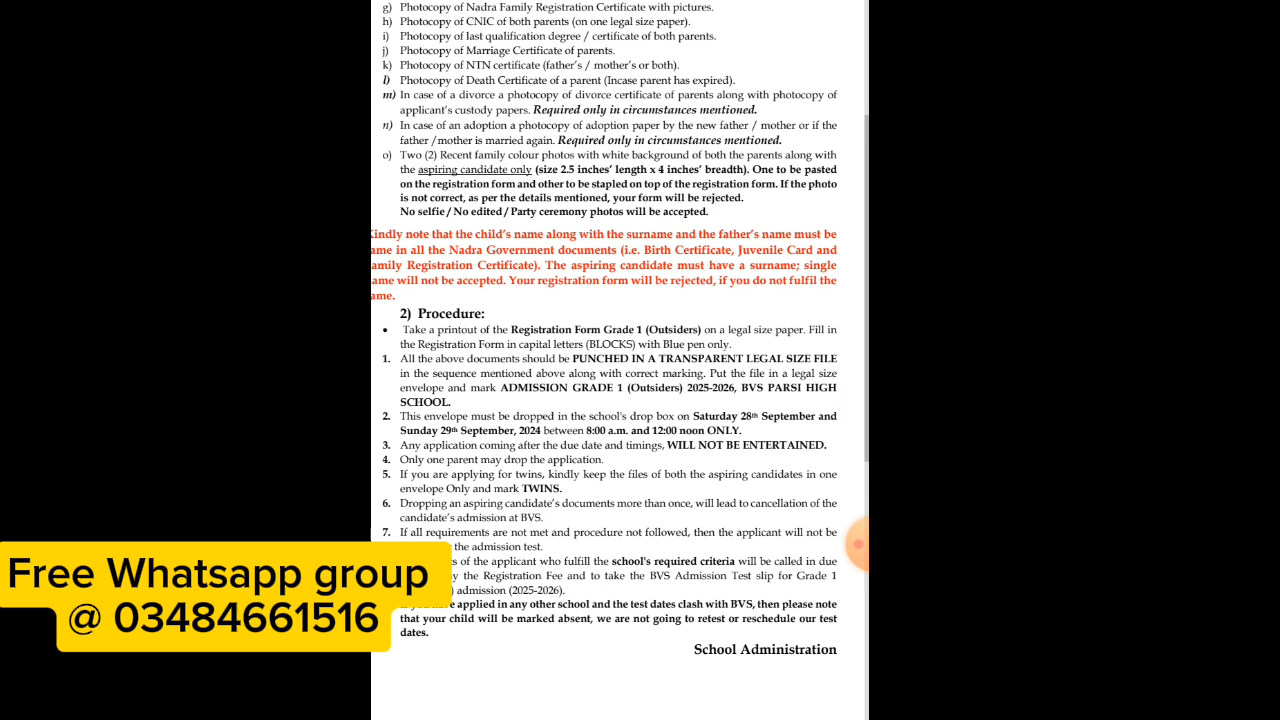 g) Photocopy of Nadra Family Registration Certificate with pictures.
h) Photocopy of CNIC of both parents (on one legal size paper).
i) Photocopy of last qualification degree / certificate of both parents.
j) Photocopy of Marriage Certificate of parents.
k) Photocopy of NTN certificate (father's / mother's or both).
l) Photocopy of Death Certificate of a parent (Incase parent has expired).
m) In case of a divorce a photocopy of divorce certificate of parents along with photocopy of
applicant's custody papers. Required only in circumstances mentioned.
n) In case of an adoption a photocopy of adoption paper by the new father / mother or if the
father /mother is married again. Required only in circumstances mentioned.
o) Two (2) Recent family colour photos with white background of both the parents along with
the aspiring candidate only (size 2.5 inches' length x 4 inches' breadth). One to be pasted
on the registration form and other to be stapled on top of the registration form. If the photo
is not correct, as per the details mentioned, your form will be rejected.
No selfie / No edited / Party ceremony photos will be accepted.
Kindly note that the child's name along with the surname and the father's name must be
ame in all the Nadra Government documents (i.e. Birth Certificate, Juvenile Card and
amily Registration Certificate). The aspiring candidate must have a surname; single
ame will not be accepted. Your registration form will be rejected, if you do not fulfil the
ame.
2) Procedure:
• Take a printout of the Registration Form Grade 1 (Outsiders) on a legal size paper. Fill in
the Registration Form in capital letters (BLOCKS) with Blue pen only.
1. All the above documents should be PUNCHED IN A TRANSPARENT LEGAL SIZE FILE
in the sequence mentioned above along with correct marking. Put the file in a legal size
envelope and mark ADMISSION GRADE 1 (Outsiders) 2025-2026, BVS PARSI HIGH
SCHOOL.
2. This envelope must be dropped in the school's drop box on Saturday 28th September and
Sunday 29th September, 2024 between 8:00 a.m. and 12:00 noon ONLY.
3. Any application coming after the due date and timings, WILL NOT BE ENTERTAINED.
4. Only one parent may drop the application.
5. If you are applying for twins, kindly keep the files of both the aspiring candidates in one
envelope Only and mark TWINS.
6. Dropping an aspiring candidate's documents more than once, will lead to cancellation of the
candidate's admission at BVS.
7. If all requirements are not met and procedure not followed, then the applicant will not be
the admission test.
s of the applicant who fulfill the school's required criteria will be called in due
y the Registration Fee and to take the BVS Admission Test slip for Grade 1
) admission (2025-2026).
e applied in any other school and the test dates clash with BVS, then please note
that your child will be marked absent, we are not going to retest or reschedule our test
dates.
School Administration
Free Whatsapp group
@ 03484661516